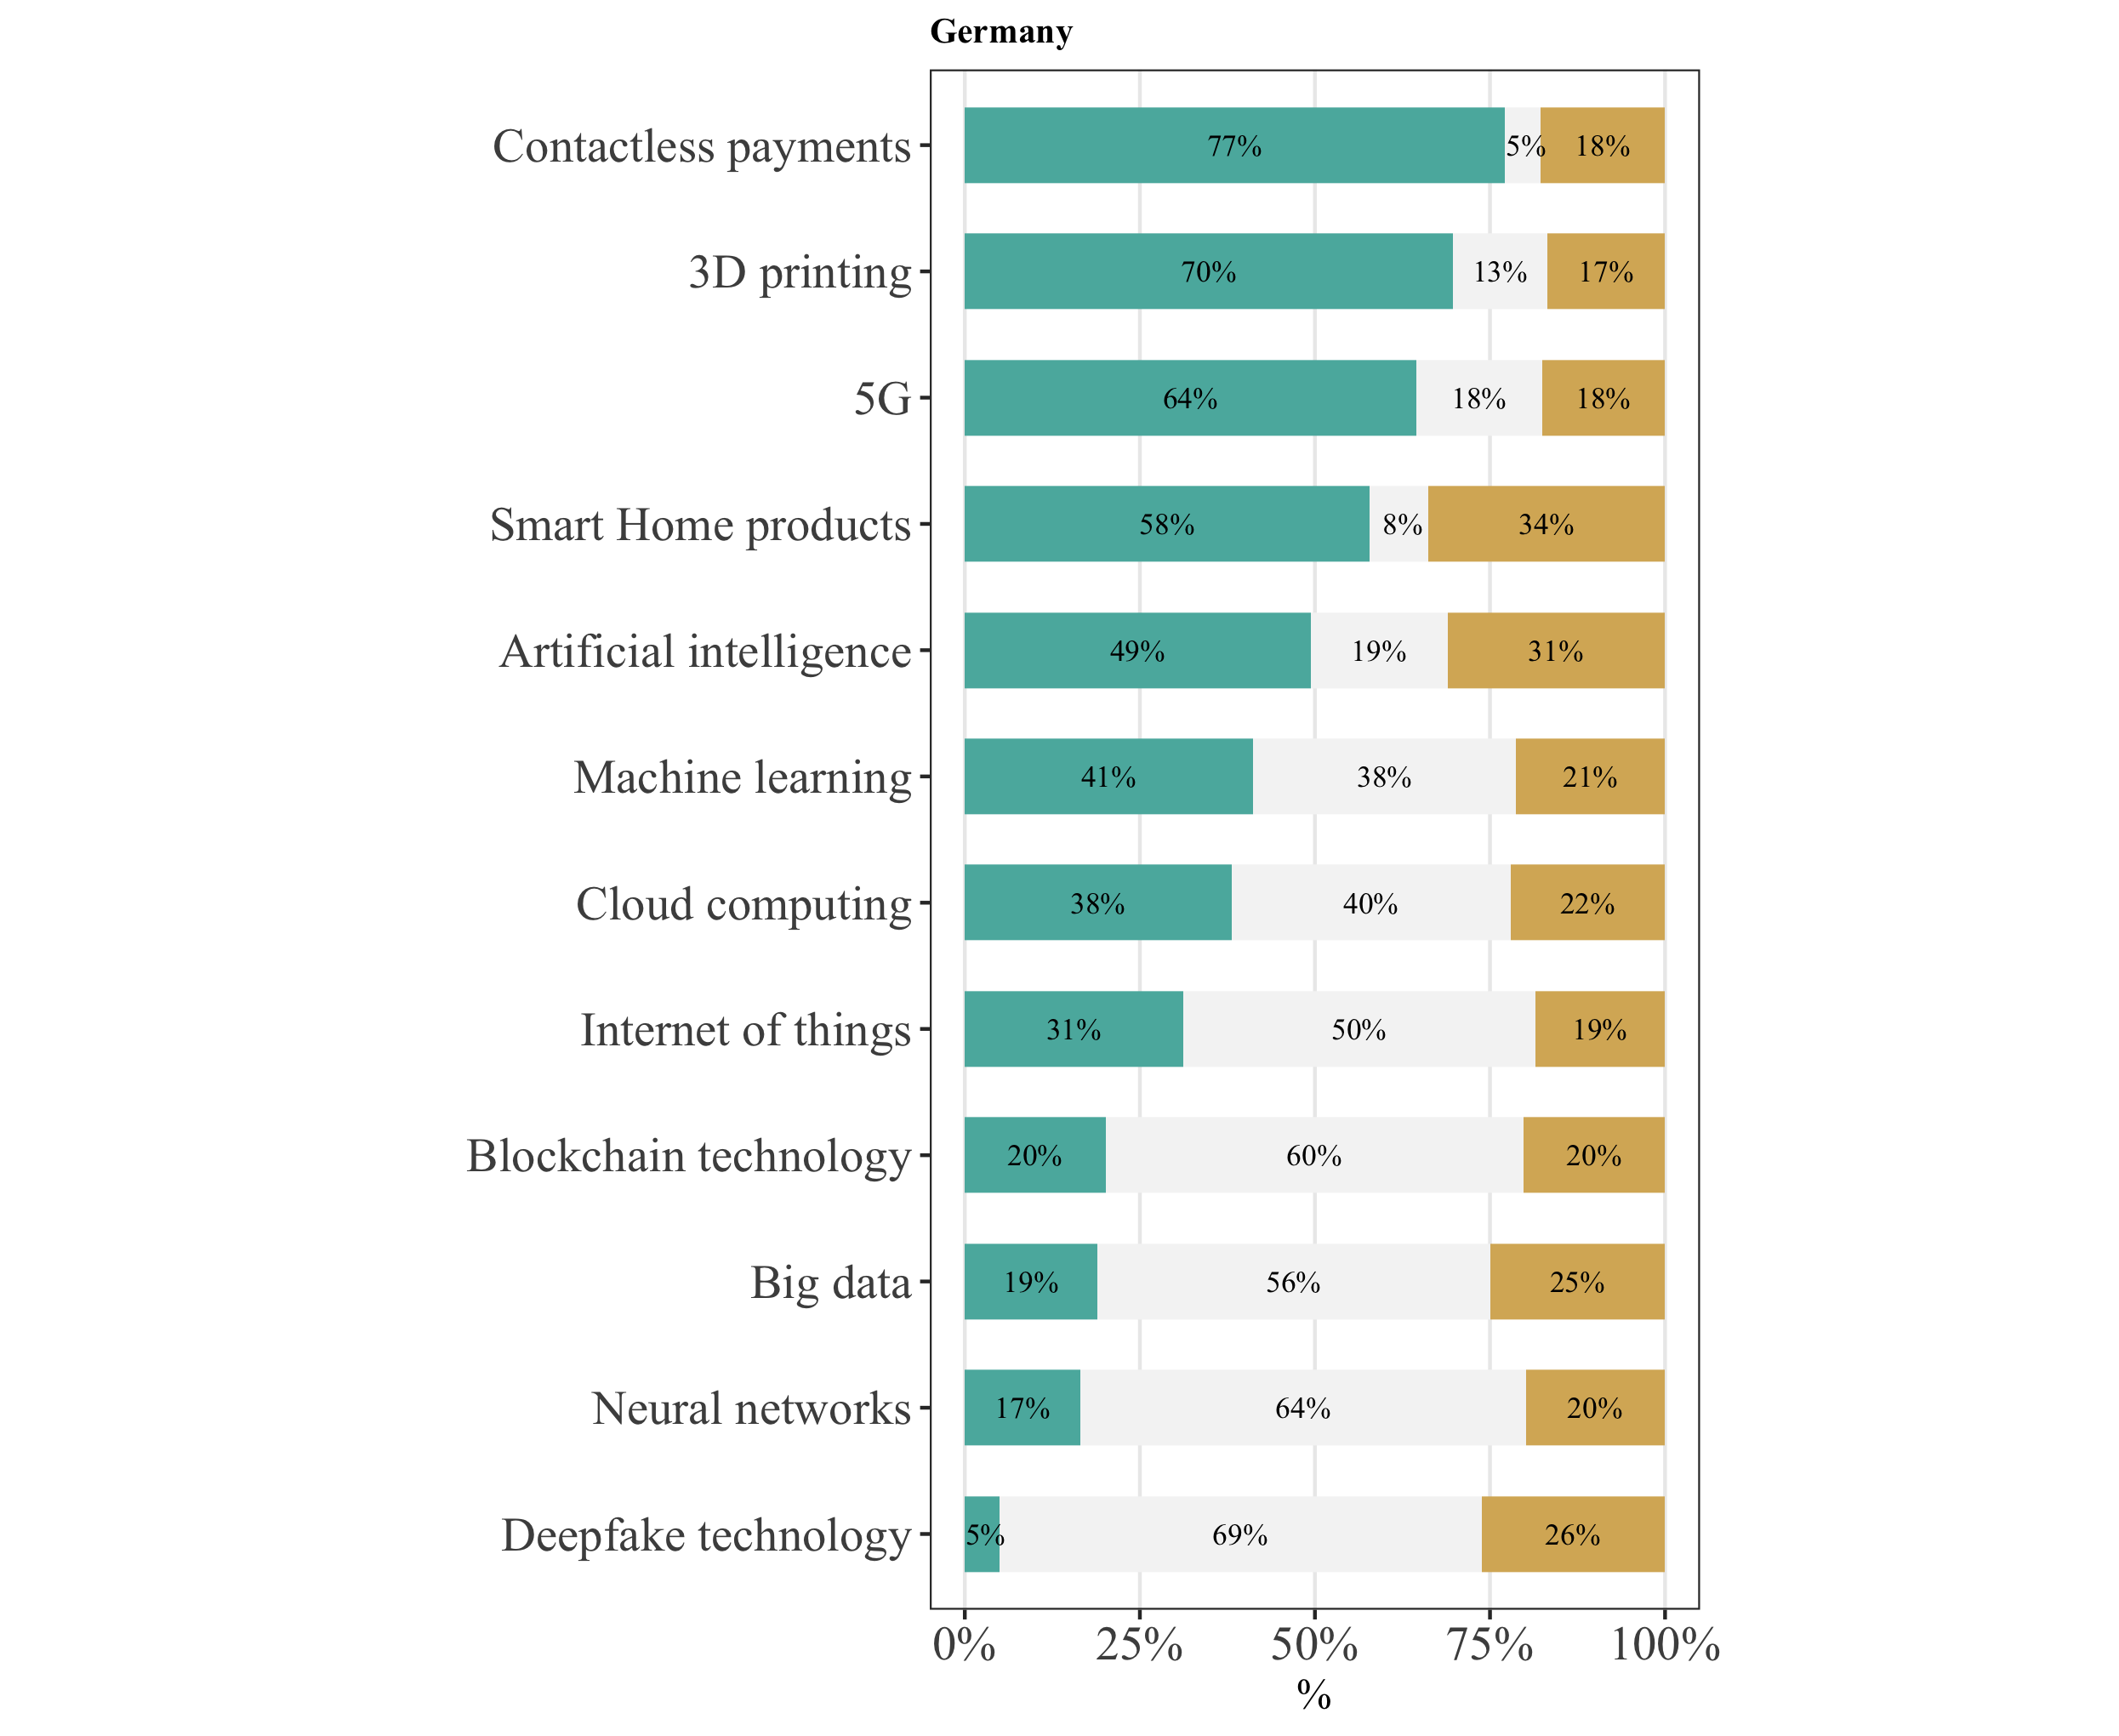 Germany
Contactless payments 77% 5% 18%
3D printing 70% 13% 17%
5G 64% 18% 18%
Smart Home products 58% 8% 34%
Artificial intelligence 49% 19% 31%
Machine learning 41% 38% 21%
Cloud computing 38% 40% 22%
Internet of things 31% 50% 19%
Blockchain technology 20% 60% 20%
Big data 19% 56% 25%
Neural networks 17% 64% 20%
Deepfake technology 5% 69% 26%
0% 25% 50% 75% 100%
%